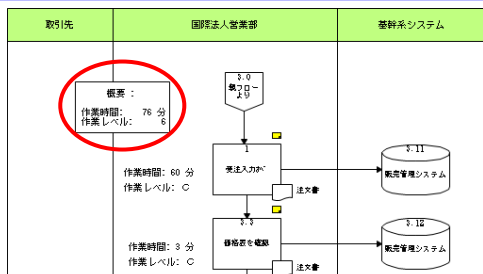 取引先 国際法人営業部 基幹系システム
概要：
作業時間： 76 分
作業レベル： 6
3.0
親フロー
より
1
受注入力ｵﾍﾟ
3.11
販売管理システム
作業時間：60 分
作業レベル：C
注文書
3.3
価格表を確認
3.12
販売管理システム
作業時間：3 分
作業レベル：C
注文書